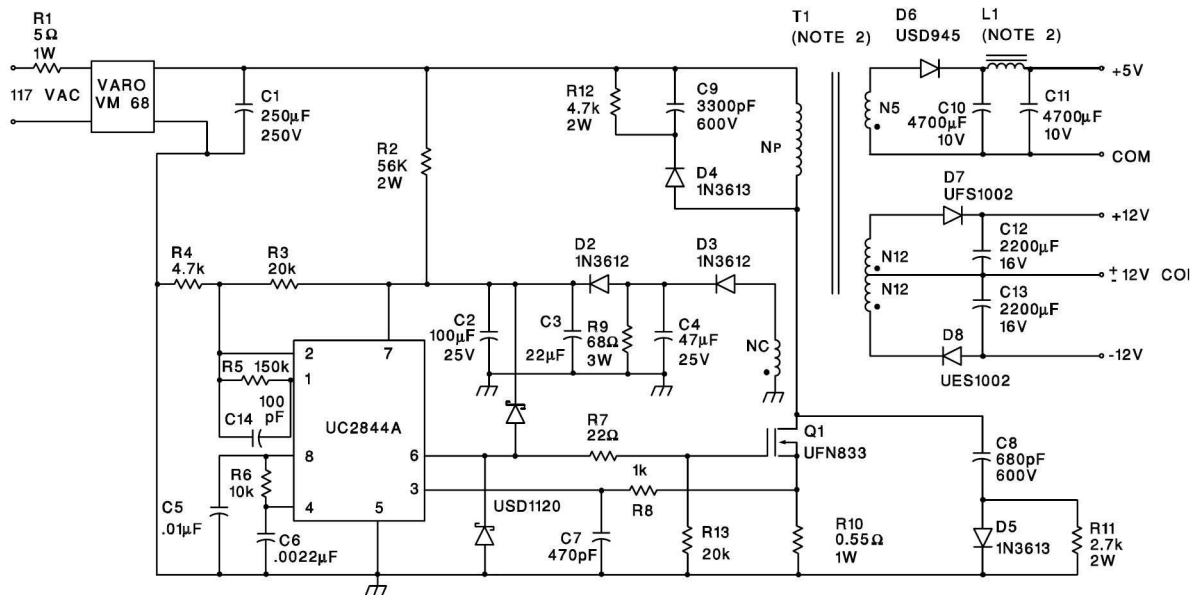 R1
5Ω
1W
117 VAC
VARO
VM 68
C1
250µF
250V
R2
56K
2W
R12
4.7k
2W
C9
3300pF
600V
D4
1N3613
NP
T1
(NOTE 2)
D6
USD945
L1
(NOTE 2)
+5V
N5
C10
4700µF
10V
C11
4700µF
10V
COM
D7
UFS1002
+12V
N12
N12
C12
2200µF
16V
± 12V CO
C13
2200µF
16V
D8
UES1002
-12V
R4
4.7k
R3
20k
D2
1N3612
D3
1N3612
C2
100µF
25V
C3
22µF
R9
68Ω
3W
C4
47µF
25V
NC
R5 150k
C14
100
pF
2
1
8
4
7
UC2844A
6
3
5
R6
10k
C5
.01µF
C6
.0022µF
USD1120
R7
22Ω
1k
R8
C7
470pF
R13
20k
Q1
UFN833
R10
0.55Ω
1W
C8
680pF
600V
D5
1N3613
R11
2.7k
2W